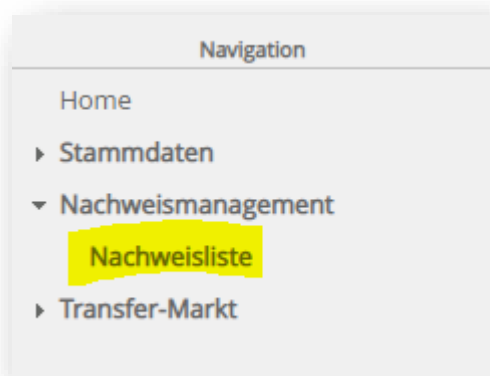 Navigation
Home
Stammdaten
Nachweismanagement
Nachweisliste
Transfer-Markt